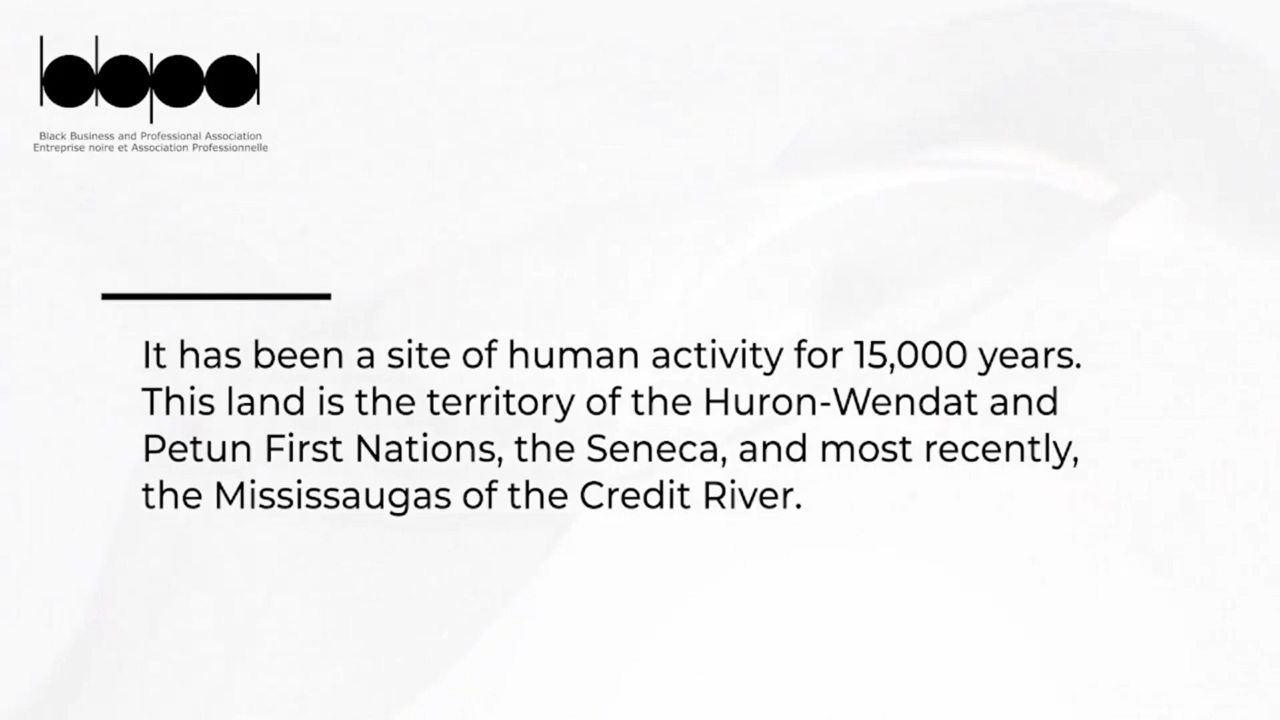 bbpa
Black Business and Professional Association
Entreprise noire et Association Professionnelle
It has been a site of human activity for 15,000 years.
This land is the territory of the Huron-Wendat and
Petun First Nations, the Seneca, and most recently,
the Mississaugas of the Credit River.